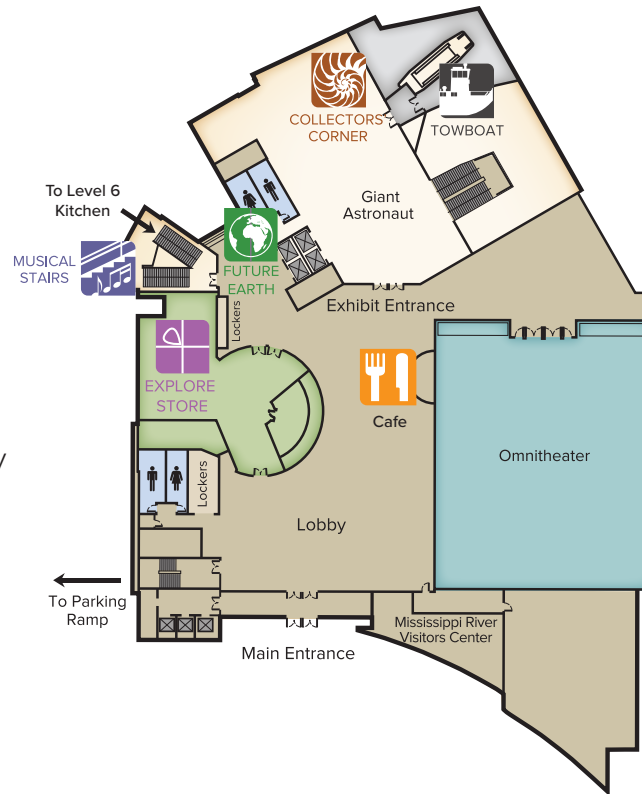 COLLECTORS
CORNER
TOWBOAT
To Level 6
Kitchen
Giant
Astronaut
MUSICAL
STAIRS
FUTURE
EARTH
Exhibit Entrance
Lockers
EXPLORE
STORE
Cafe
Omnitheater
y
Lockers
Lobby
To Parking
Ramp
Mississippi River
Visitors Center
Main Entrance